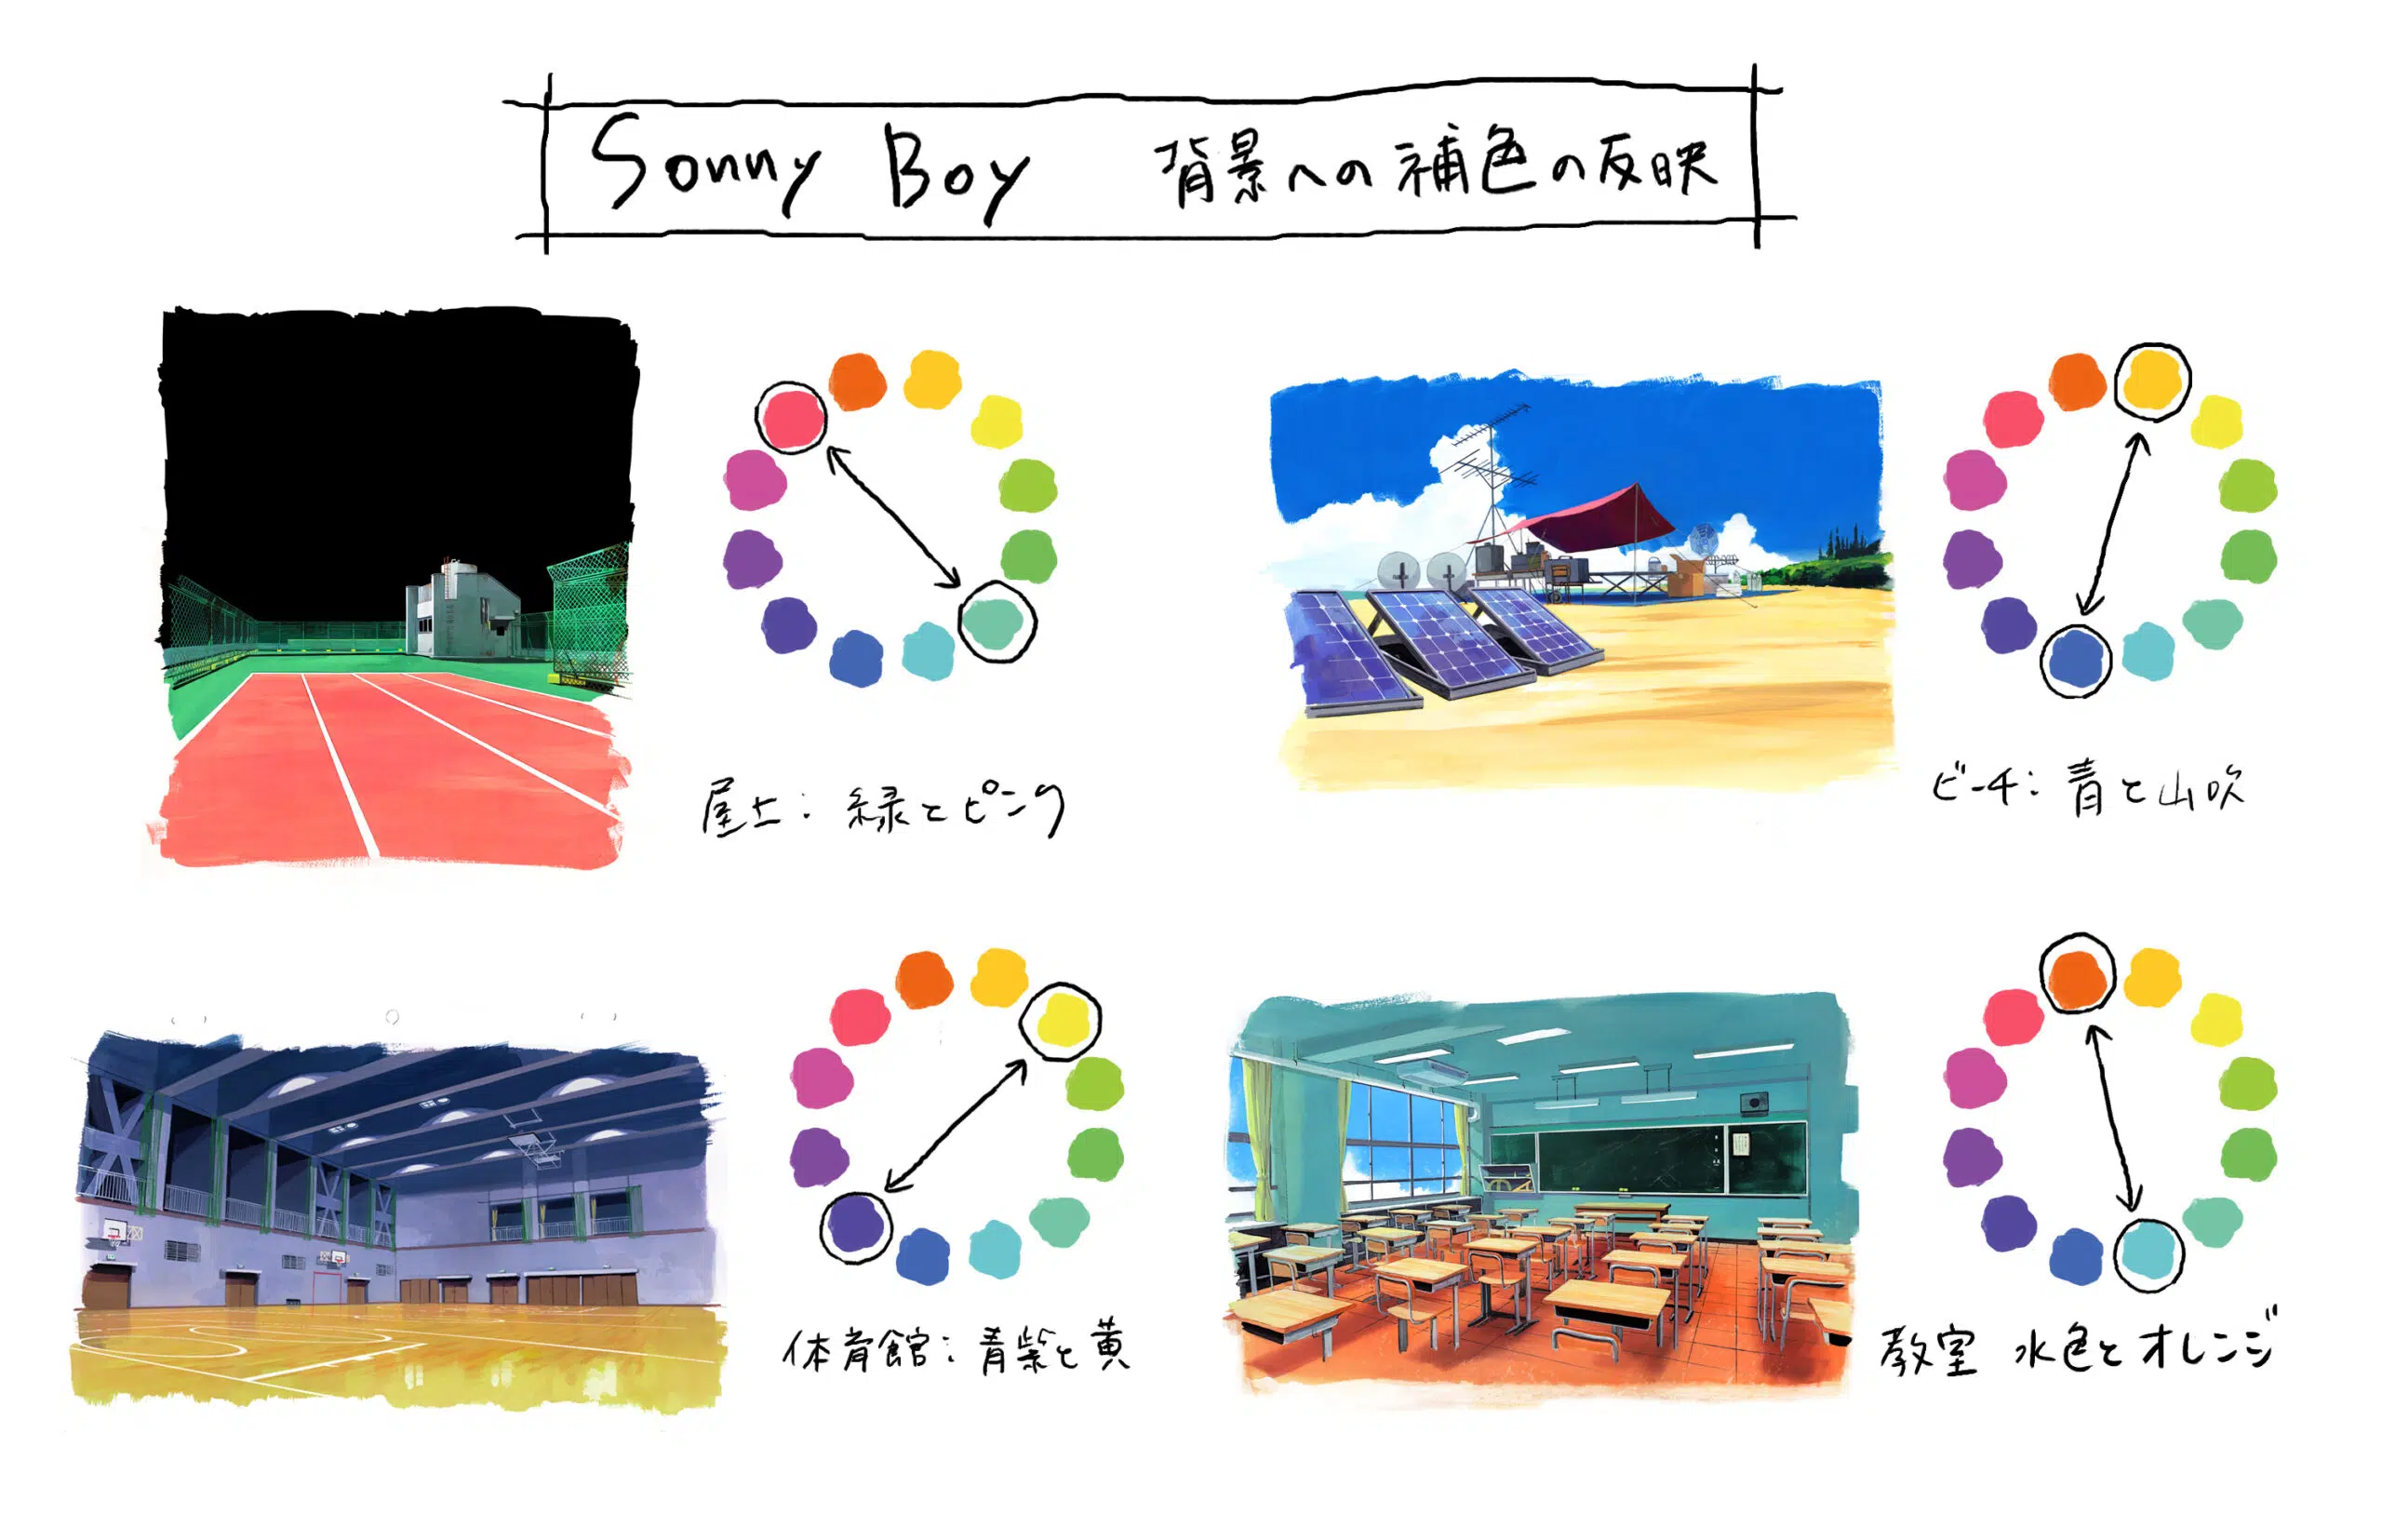 Sonny Boy 背景への補色の反映
屋上：緑とピンク
ビーチ：青と山吹
体育館：青紫と黄
教室 水色とオレンジ